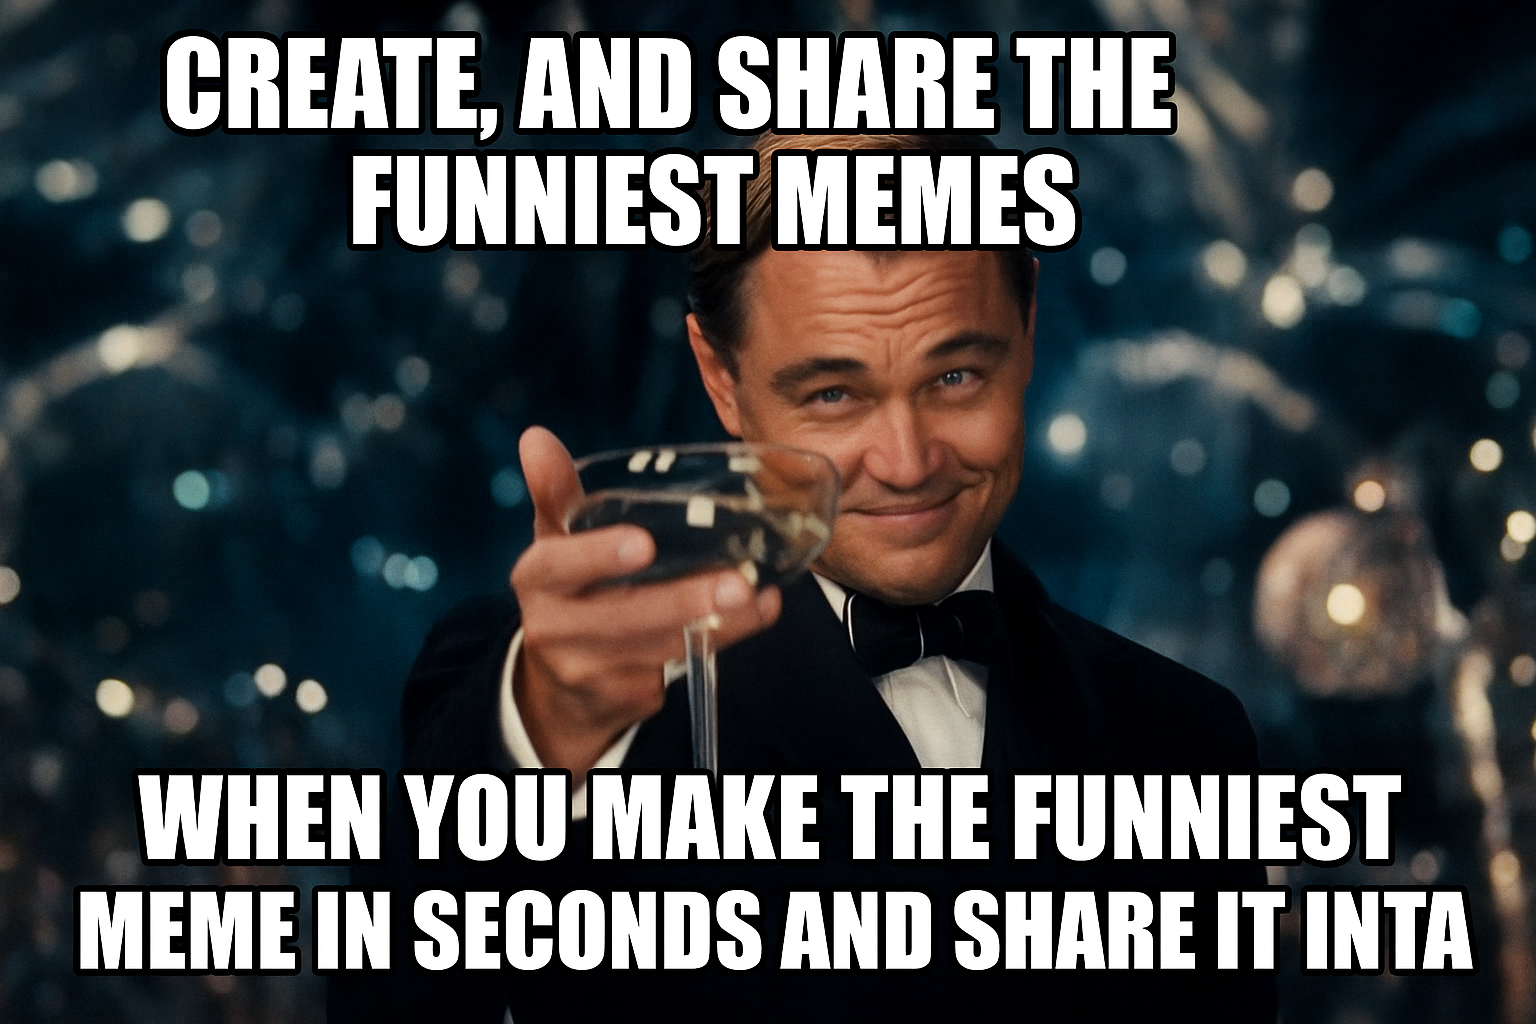 CREATE, AND SHARE THE
FUNNIEST MEMES
WHEN YOU MAKE THE FUNNIEST
MEME IN SECONDS AND SHARE IT INTA